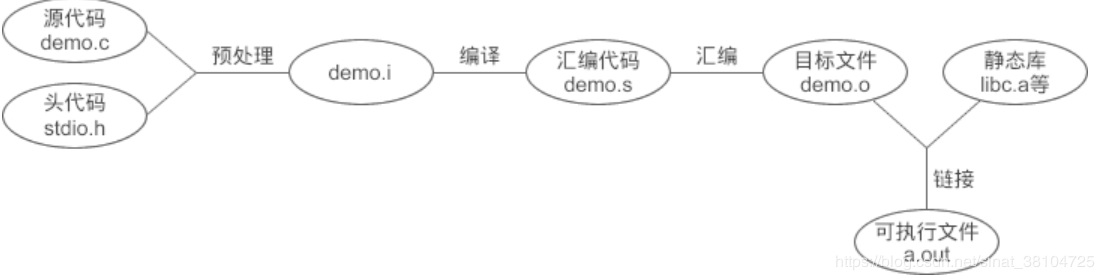 源代码
demo.c
头代码
stdio.h
预处理
demo.i
编译
汇编代码
demo.s
汇编
目标文件
demo.o
静态库
libc.a等
链接
可执行文件
a.out
https://blog.csdn.net/sinat_38104725